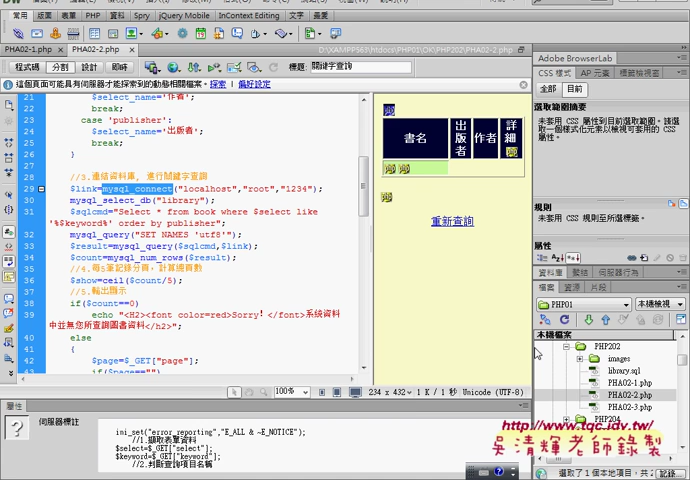 常用 版面 表單 PHP 資料 Spry jQuery Mobile InContext Editing 文字 最愛
PHA02-1.php × PHA02-2.php ×
D:\XAMPP563\htdocs\PHP01\OK\PHP202\PHA02-2.php
程式碼 分割 設計 即時 標題: 關鍵字查詢
這個頁面可能具有伺服器才能探索到的動態相關檔案。 探索 | 偏好設定
21 $select_name='作者';
22 break;
23 case 'publisher':
24 $select_name='出版者';
25 break;
26 }
27
28 //3.連結資料庫, 進行關鍵字查詢
29 $link=mysql_connect("localhost","root","1234");
30 mysql_select_db("library");
31 $sqlcmd="Select * from book where $select like
'%$keyword%' order by publisher";
32 mysql_query("SET NAMES 'utf8'");
33 $result=mysql_query($sqlcmd,$link);
34 $count=mysql_num_rows($result);
35 //4.每5筆記錄分頁, 計算總頁數
36 $show=ceil($count/5);
37 //5.輸出顯示
38 if($count==0)
39 echo "<H2><font color=red>Sorry! </font>系統資料
中並無您所查詢圖書資料</h2>";
40 else
41 {
42 $page=$_GET["page"];
43 if($page=="")
書名 出版者 作者 詳細
重新查詢
100% 234 x 432 1 K / 1 秒 Unicode (UTF-8)
屬性
伺服器標註
ini_set("error_reporting","E_ALL & ~E_NOTICE");
//1.擷取表單資料
$select=$_GET["select"];
$keyword=$_GET["keyword"];
//2.判斷查詢項目名稱
Adobe BrowserLab
CSS 樣式 AP 元素 標籤檢視窗
全部 目前
選取範圍摘要
未套用 CSS 屬性到目前選取範圍。請選
取一個樣式化元素以檢視可套用的 CSS
屬性。
規則
未套用 CSS 規則至所選標籤。
屬性
資料庫 繫結 伺服器行為
檔案 資源 片段
PHP01 本機檢視
本機檔案
PHP202
images
library.sql
PHA02-1.php
PHA02-2.php
PHA02-3.php
PHP204
http://www.tqc.idv.tw/
吳清輝老師錄製
選取了 1 個本地項目, 共 2 記錄...